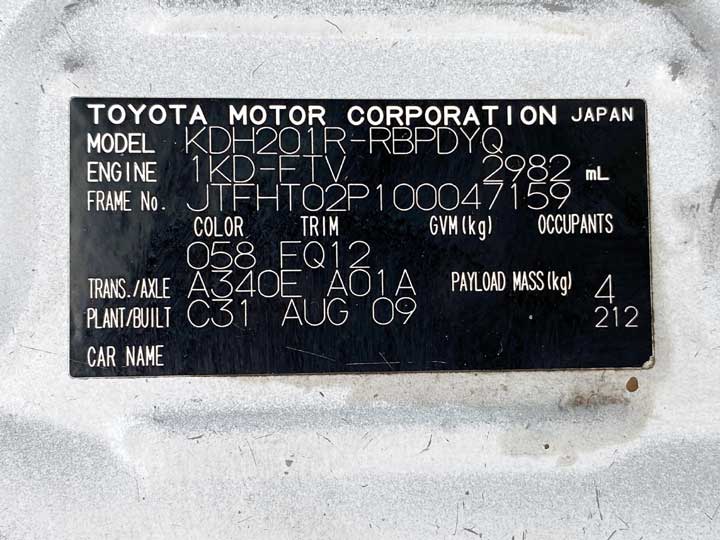 TOYOTA MOTOR CORPORATION JAPAN
MODEL KDH201R-RBPDYQ
ENGINE 1KD-FTV 2982 mL
FRAME No. JTFHT02P100047159
COLOR TRIM GVM(kg) OCCUPANTS
058 FQ12
TRANS./AXLE A340E A01A PAYLOAD MASS(kg) 4
PLANT/BUILT C31 AUG 09 212
CAR NAME